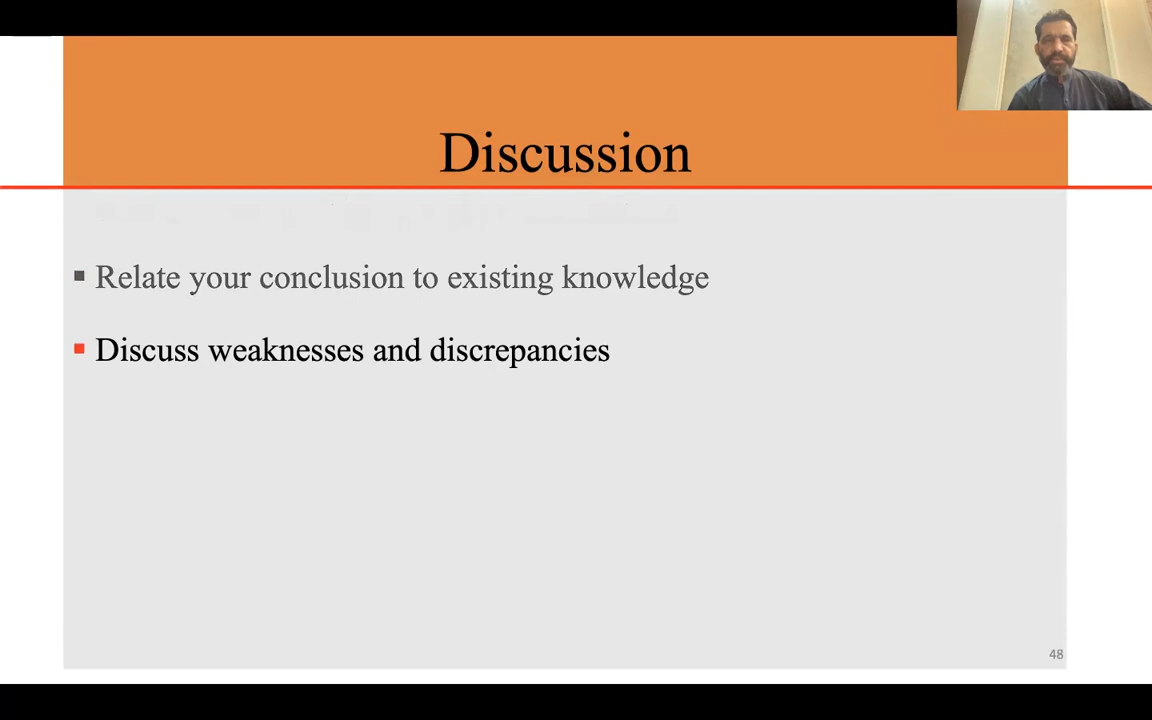 Discussion
▪ Relate your conclusion to existing knowledge
▪ Discuss weaknesses and discrepancies
48